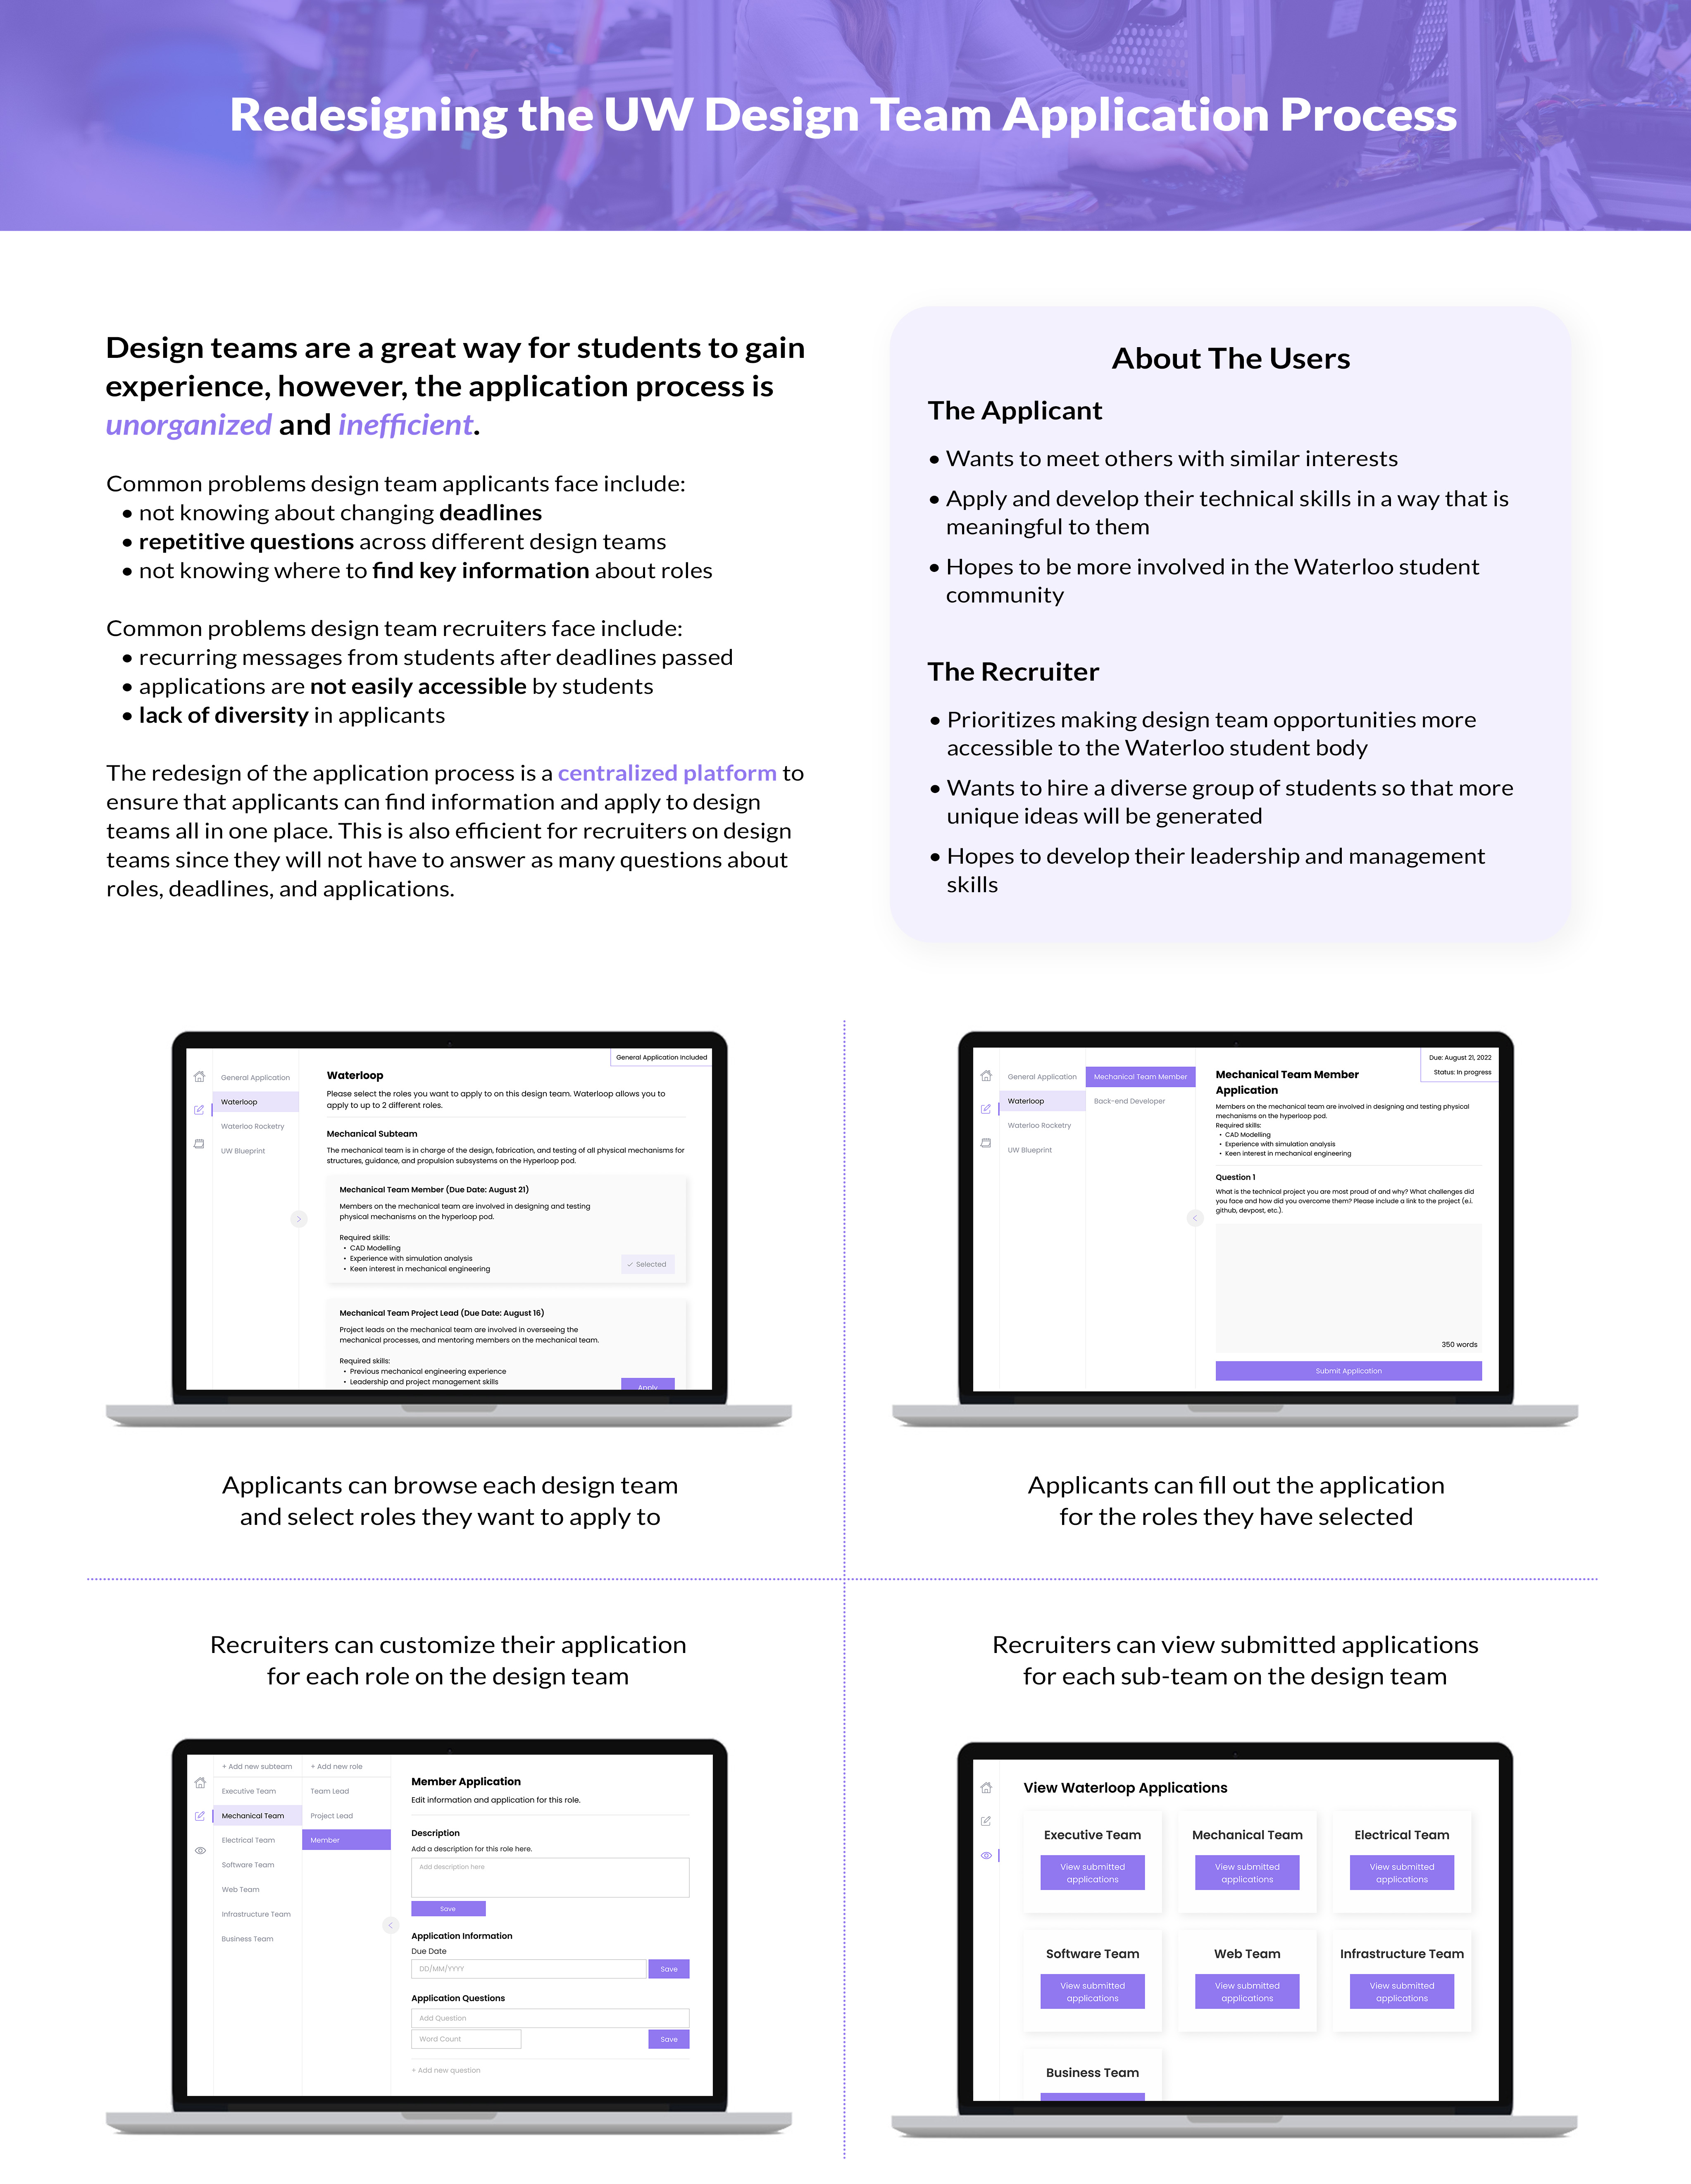 Redesigning the UW Design Team Application Process
Design teams are a great way for students to gain
experience, however, the application process is
unorganized and inefficient.
Common problems design team applicants face include:
• not knowing about changing deadlines
• repetitive questions across different design teams
• not knowing where to find key information about roles
Common problems design team recruiters face include:
• recurring messages from students after deadlines passed
• applications are not easily accessible by students
• lack of diversity in applicants
The redesign of the application process is a centralized platform to
ensure that applicants can find information and apply to design
teams all in one place. This is also efficient for recruiters on design
teams since they will not have to answer as many questions about
roles, deadlines, and applications.
About The Users
The Applicant
• Wants to meet others with similar interests
• Apply and develop their technical skills in a way that is
meaningful to them
• Hopes to be more involved in the Waterloo student
community
The Recruiter
• Prioritizes making design team opportunities more
accessible to the Waterloo student body
• Wants to hire a diverse group of students so that more
unique ideas will be generated
• Hopes to develop their leadership and management
skills
General Application Included
General Application
Waterloop
Waterloo Rocketry
UW Blueprint
Waterloop
Please select the roles you want to apply to on this design team. Waterloop allows you to
apply to up to 2 different roles.
Mechanical Subteam
The mechanical team is in charge of the design, fabrication, and testing of all physical mechanisms for
structures, guidance, and propulsion subsystems on the Hyperloop pod.
Mechanical Team Member (Due Date: August 21)
Members on the mechanical team are involved in designing and testing
physical mechanisms on the hyperloop pod.
Required skills:
• CAD Modelling
• Experience with simulation analysis
• Keen interest in mechanical engineering
✓ Selected
Mechanical Team Project Lead (Due Date: August 16)
Project leads on the mechanical team are involved in overseeing the
mechanical processes, and mentoring members on the mechanical team.
Required skills:
• Previous mechanical engineering experience
• Leadership and project management skills
Apply
Applicants can browse each design team
and select roles they want to apply to
General Application
Waterloop
Waterloo Rocketry
UW Blueprint
Mechanical Team Member
Back-end Developer
Due: August 21, 2022
Status: In progress
Mechanical Team Member
Application
Members on the mechanical team are involved in designing and testing physical
mechanisms on the hyperloop pod.
Required skills:
• CAD Modelling
• Experience with simulation analysis
• Keen interest in mechanical engineering
Question 1
What is the technical project you are most proud of and why? What challenges did
you face and how did you overcome them? Please include a link to the project (e.i.
github, devpost, etc.).
350 words
Submit Application
Applicants can fill out the application
for the roles they have selected
Recruiters can customize their application
for each role on the design team
+ Add new subteam
Executive Team
Mechanical Team
Electrical Team
Software Team
Web Team
Infrastructure Team
Business Team
+ Add new role
Team Lead
Project Lead
Member
Member Application
Edit information and application for this role.
Description
Add a description for this role here.
Add description here
Save
Application Information
Due Date
DD/MM/YYYY
Save
Application Questions
Add Question
Word Count
Save
+ Add new question
Recruiters can view submitted applications
for each sub-team on the design team
View Waterloop Applications
Executive Team
View submitted
applications
Mechanical Team
View submitted
applications
Electrical Team
View submitted
applications
Software Team
View submitted
applications
Web Team
View submitted
applications
Infrastructure Team
View submitted
applications
Business Team